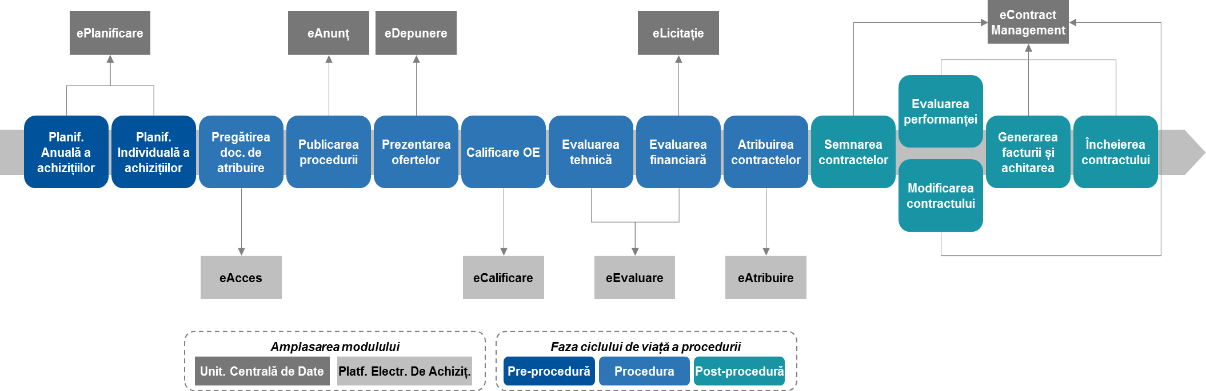 ePlanificare
eAnunț
eDepunere
eLicitație
eContract
Management
Planif.
Anuală a
achizițiilor
Planif.
Individuală a
achizițiilor
Pregătirea
doc. de
atribuire
Publicarea
procedurii
Prezentarea
ofertelor
Calificare OE
Evaluarea
tehnică
Evaluarea
financiară
Atribuirea
contractelor
Semnarea
contractelor
Evaluarea
performanței
Modificarea
contractului
Generarea
facturii și
achitarea
Încheierea
contractului
eAcces
eCalificare
eEvaluare
eAtribuire
Amplasarea modulului
Unit. Centrală de Date
Platf. Electr. De Achiziț.
Faza ciclului de viață a procedurii
Pre-procedură
Procedura
Post-procedură